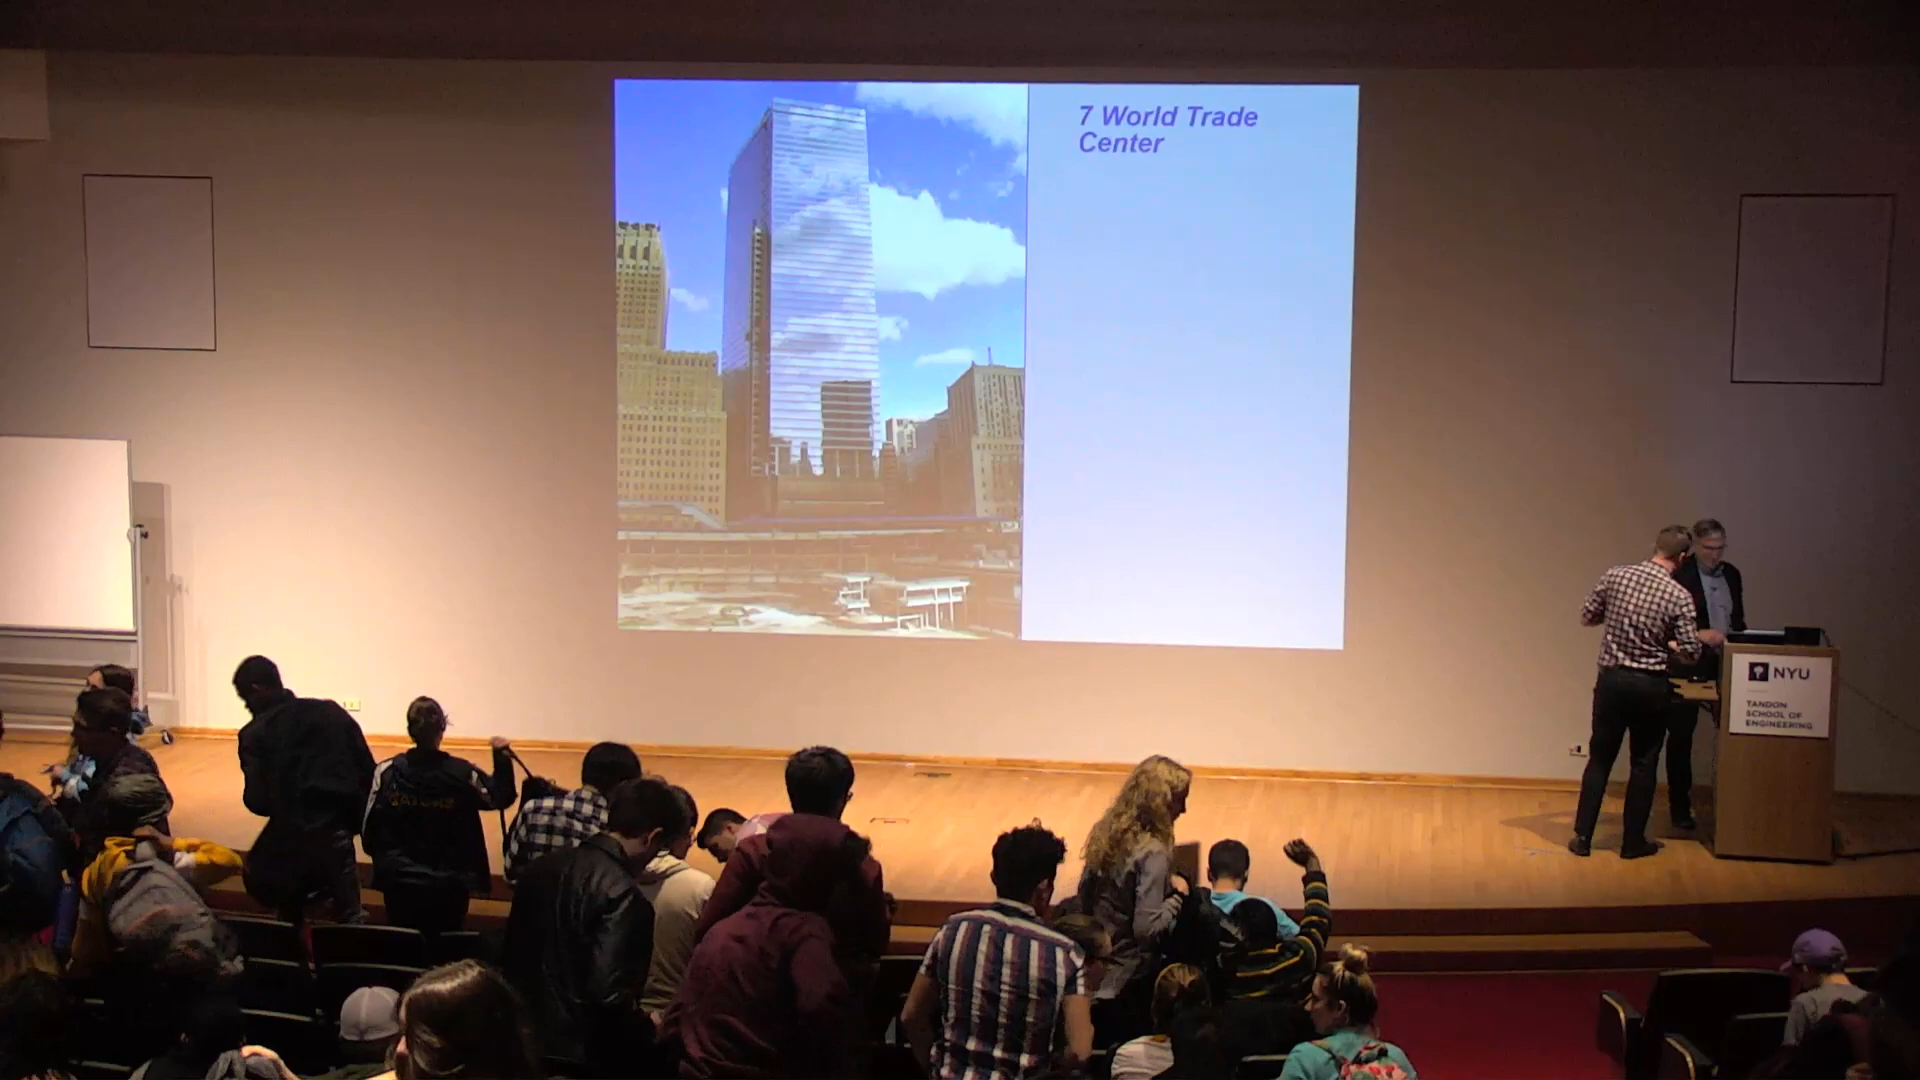 7 World Trade
Center
NYU
TANDON
SCHOOL OF
ENGINEERING